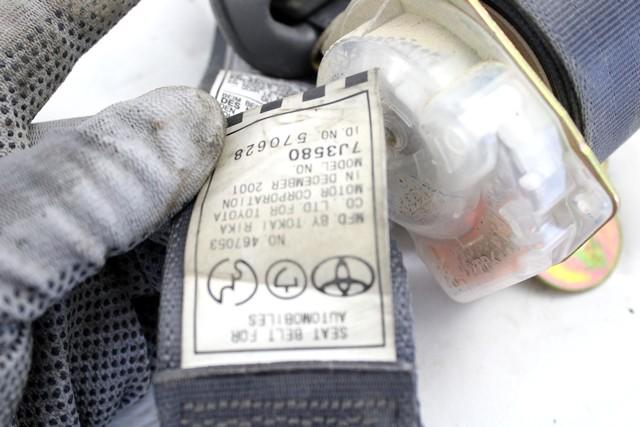 SEAT BELT FOR
AUTOMOBILES
NO 467053
MFD BY TOKAI RIKA
CO. LTD FOR TOYOTA
MOTOR CORPORATION
IN DECEMBER 2001
MODEL NO.
7J3580
ID. NO. 570628